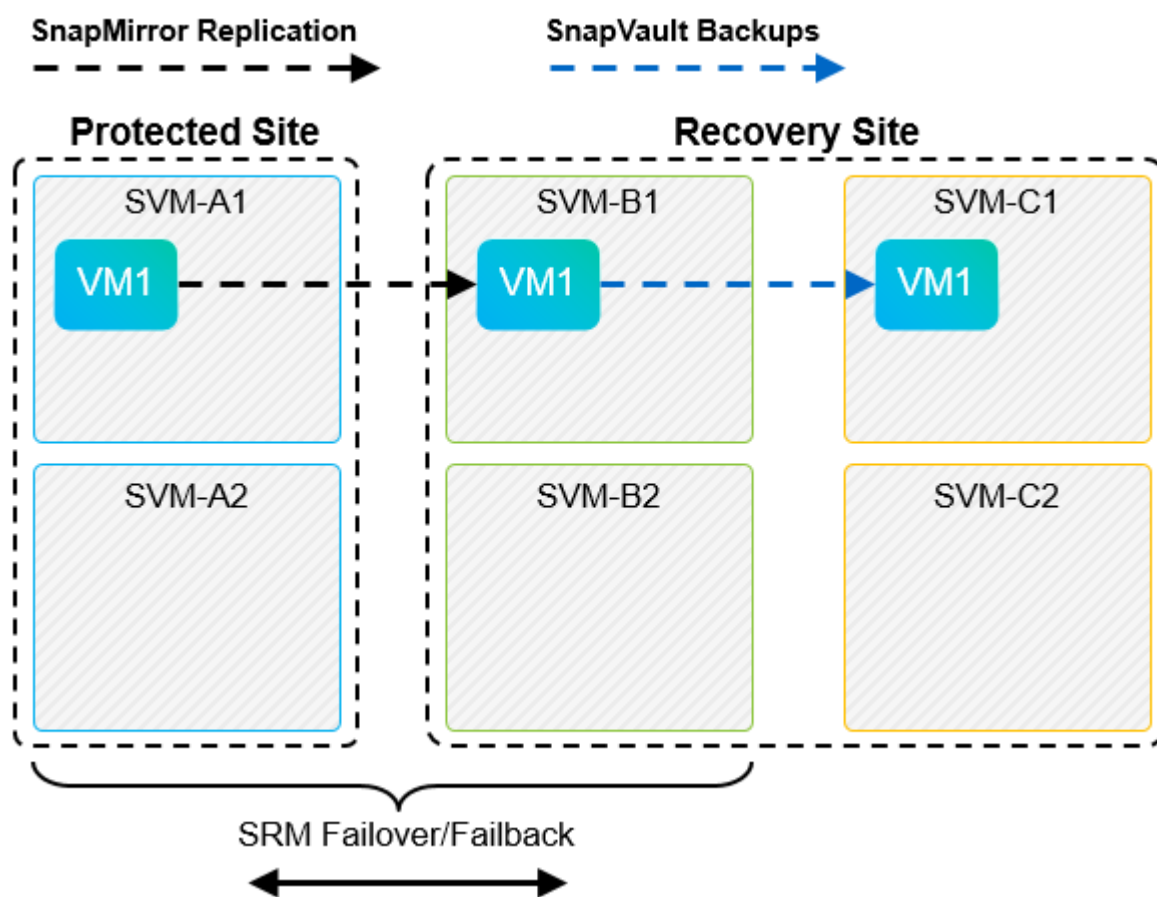 SnapMirror Replication
SnapVault Backups
Protected Site
Recovery Site
SVM-A1
SVM-B1
SVM-C1
VM1
VM1
VM1
SVM-A2
SVM-B2
SVM-C2
SRM Failover/Failback